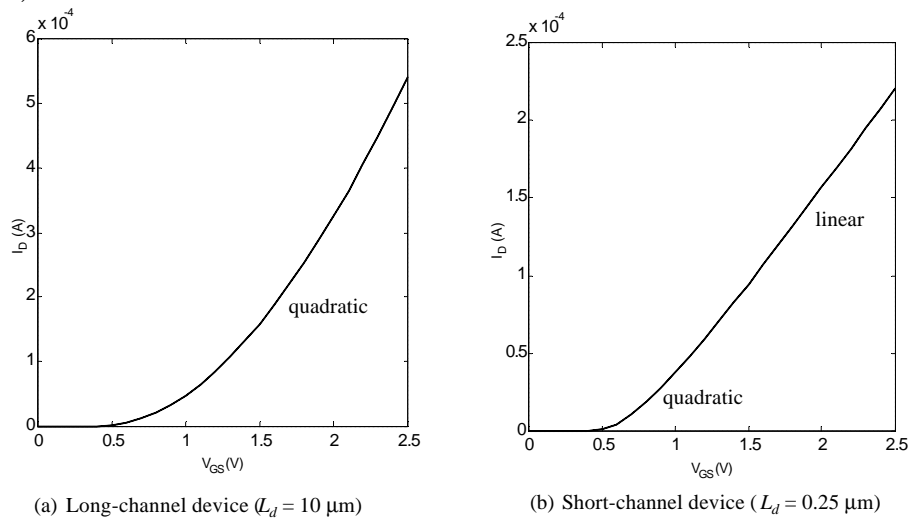 x 10-4
6
5
4
3
2
1
0
0 0.5 1 1.5 2 2.5
I_D (A)
V_GS(V)
quadratic
(a) Long-channel device (L_d = 10 μm)
x 10-4
2.5
2
1.5
1
0.5
0
0 0.5 1 1.5 2 2.5
I_D (A)
V_GS(V)
linear
quadratic
(b) Short-channel device ( L_d = 0.25 μm)